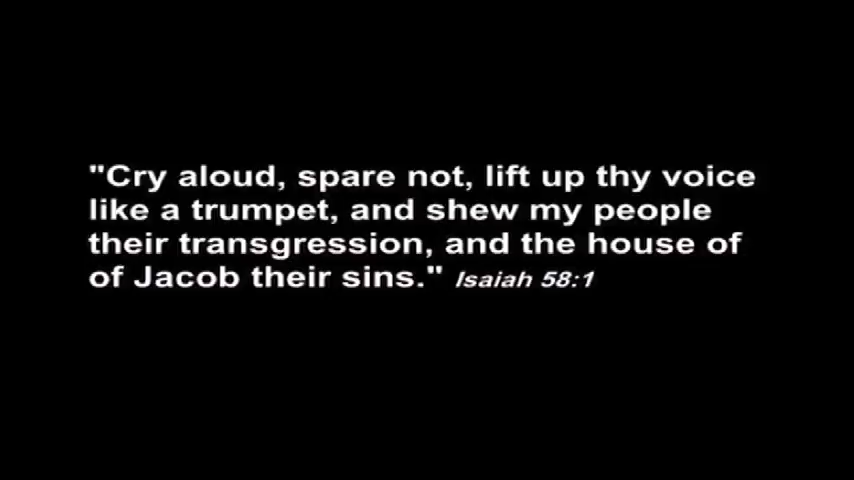 "Cry aloud, spare not, lift up thy voice
like a trumpet, and shew my people
their transgression, and the house of
of Jacob their sins." Isaiah 58:1